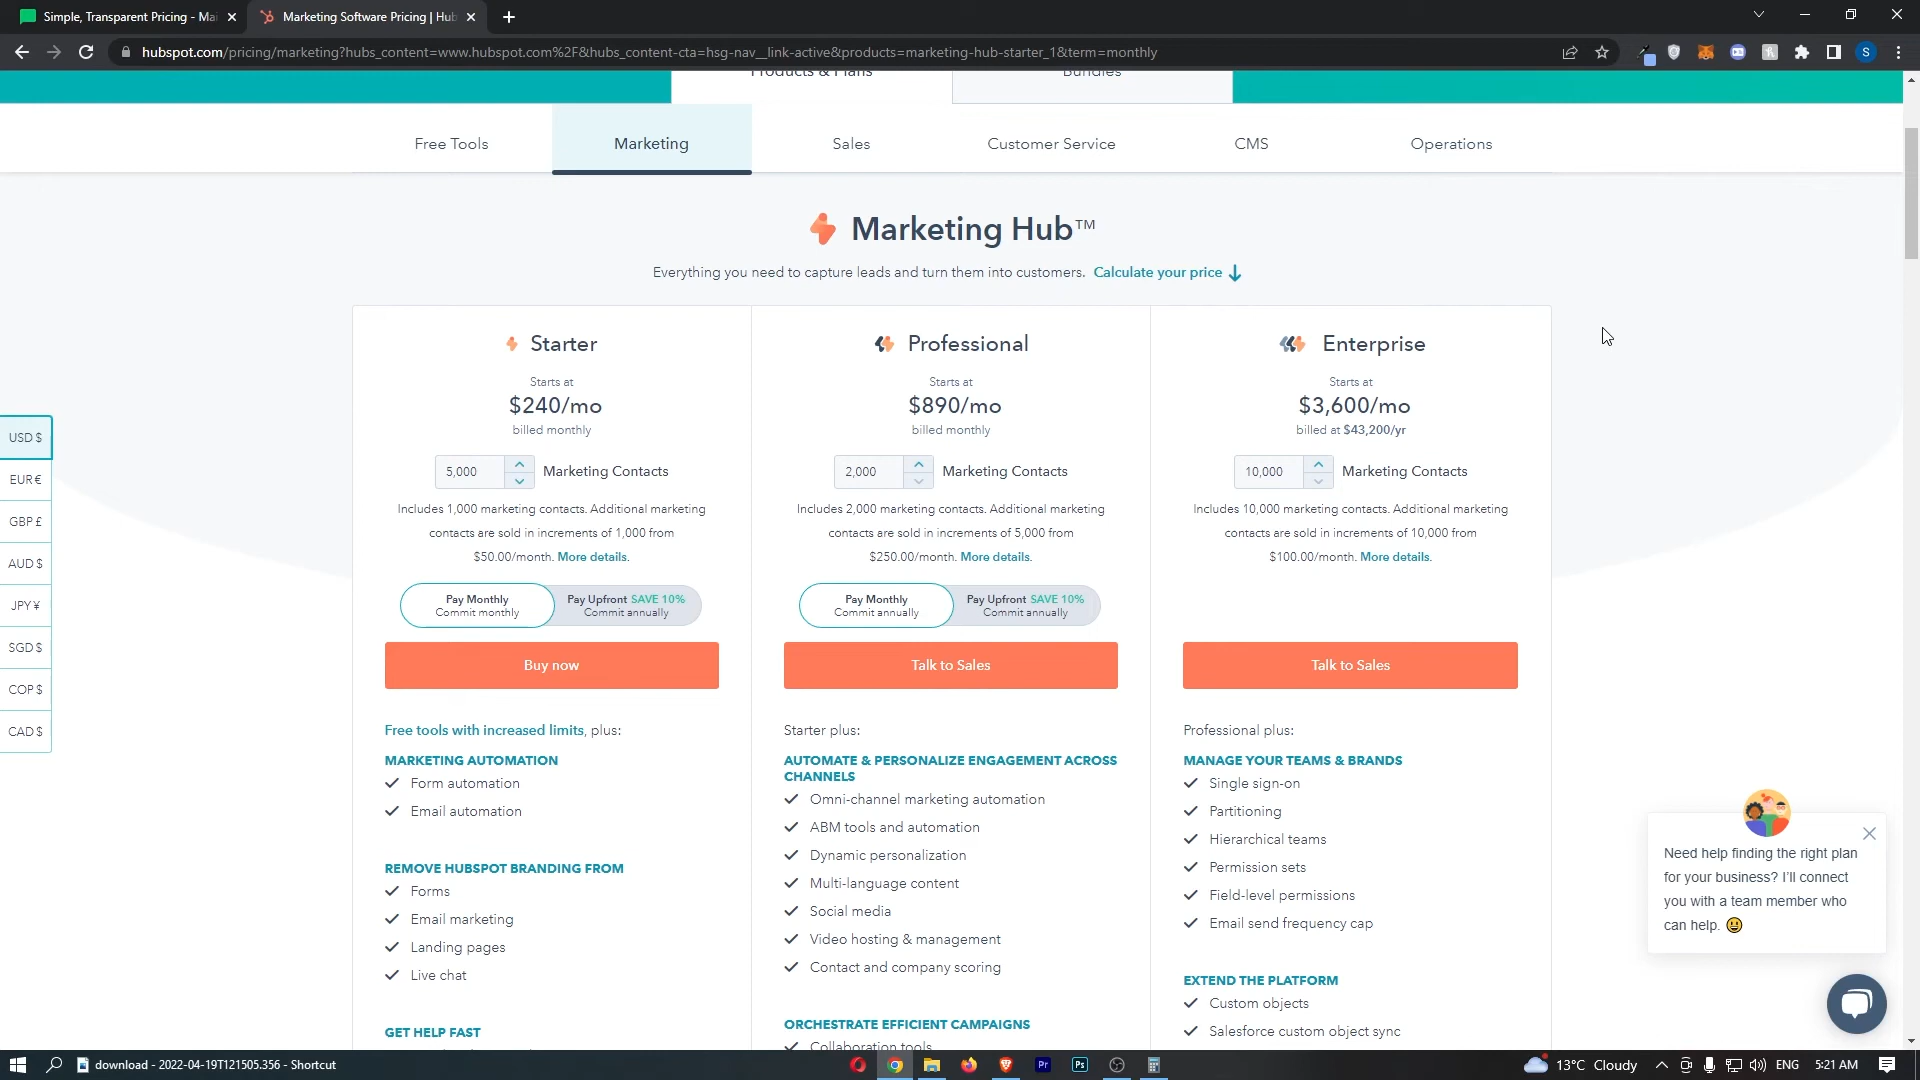 Simple, Transparent Pricing - Mai
Marketing Software Pricing | Hub
hubspot.com/pricing/marketing?hubs_content=www.hubspot.com%2F&hubs_content-cta=hsg-nav__link-active&products=marketing-hub-starter_1&term=monthly
S
Products & Plans
Bundles
Free Tools
Marketing
Sales
Customer Service
CMS
Operations
Marketing Hub™
Everything you need to capture leads and turn them into customers. Calculate your price
Starter
Starts at
$240/mo
billed monthly
5,000 Marketing Contacts
Includes 1,000 marketing contacts. Additional marketing
contacts are sold in increments of 1,000 from
$50.00/month. More details.
Pay Monthly
Commit monthly
Pay Upfront SAVE 10%
Commit annually
Buy now
Free tools with increased limits, plus:
MARKETING AUTOMATION
Form automation
Email automation
REMOVE HUBSPOT BRANDING FROM
Forms
Email marketing
Landing pages
Live chat
GET HELP FAST
Professional
Starts at
$890/mo
billed monthly
2,000 Marketing Contacts
Includes 2,000 marketing contacts. Additional marketing
contacts are sold in increments of 5,000 from
$250.00/month. More details.
Pay Monthly
Commit annually
Pay Upfront SAVE 10%
Commit annually
Talk to Sales
Starter plus:
AUTOMATE & PERSONALIZE ENGAGEMENT ACROSS
CHANNELS
Omni-channel marketing automation
ABM tools and automation
Dynamic personalization
Multi-language content
Social media
Video hosting & management
Contact and company scoring
ORCHESTRATE EFFICIENT CAMPAIGNS
Collaboration tools
Enterprise
Starts at
$3,600/mo
billed at $43,200/yr
10,000 Marketing Contacts
Includes 10,000 marketing contacts. Additional marketing
contacts are sold in increments of 10,000 from
$100.00/month. More details.
Talk to Sales
Professional plus:
MANAGE YOUR TEAMS & BRANDS
Single sign-on
Partitioning
Hierarchical teams
Permission sets
Field-level permissions
Email send frequency cap
EXTEND THE PLATFORM
Custom objects
Salesforce custom object sync
USD $
EUR €
GBP £
AUD $
JPY ¥
SGD $
COP $
CAD $
Need help finding the right plan
for your business? I'll connect
you with a team member who
can help. 😀
download - 2022-04-19T121505.356 - Shortcut
Pr
Ps
13°C Cloudy
ENG
5:21 AM